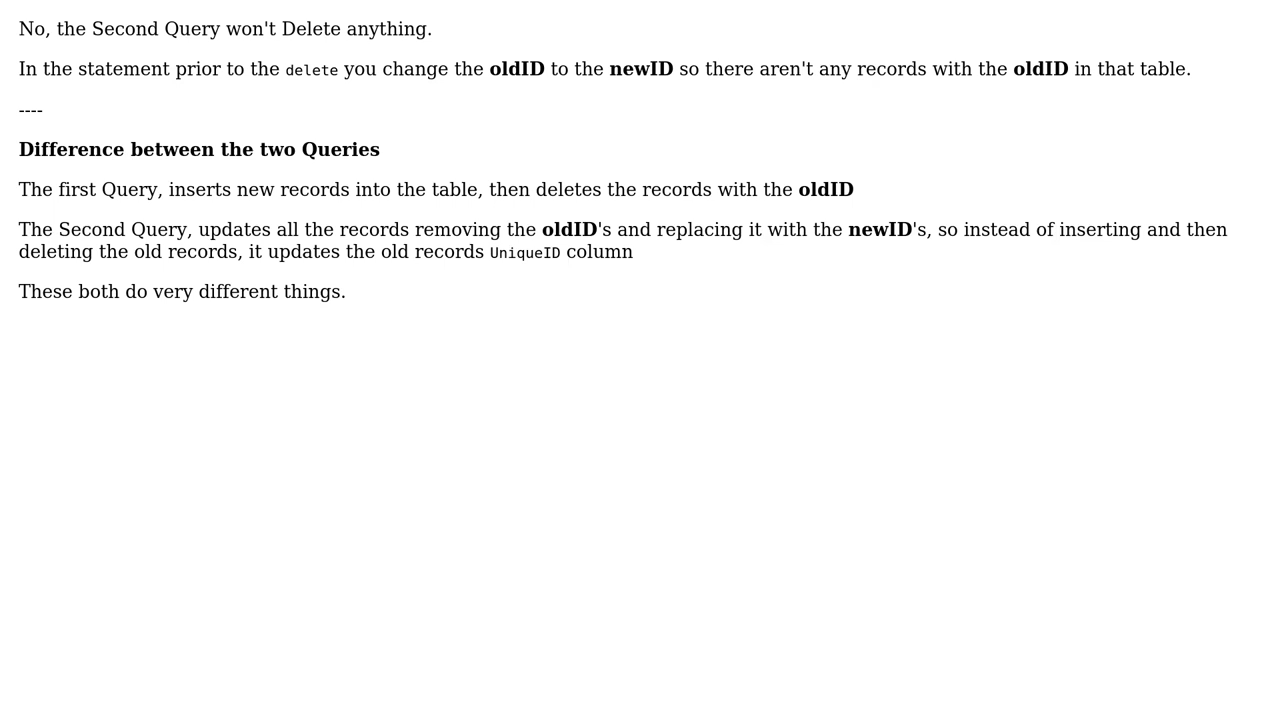 No, the Second Query won't Delete anything.
In the statement prior to the delete you change the oldID to the newID so there aren't any records with the oldID in that table.
----
Difference between the two Queries
The first Query, inserts new records into the table, then deletes the records with the oldID
The Second Query, updates all the records removing the oldID's and replacing it with the newID's, so instead of inserting and then
deleting the old records, it updates the old records UniqueID column
These both do very different things.